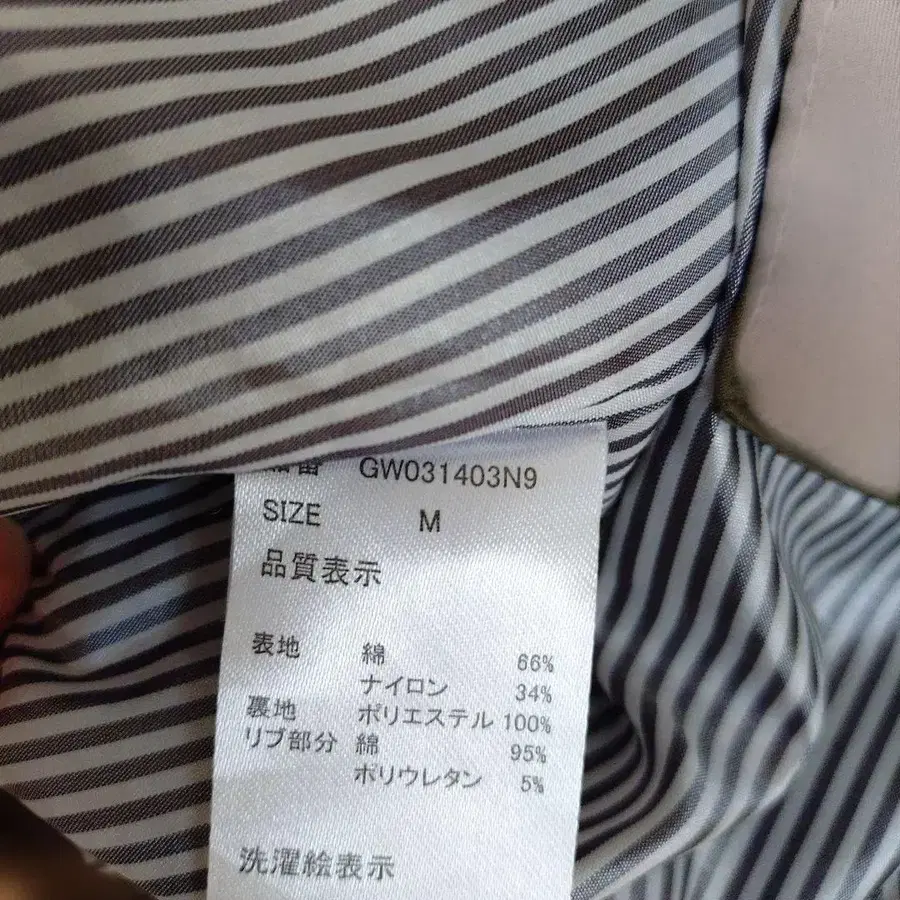 品番 GW031403N9
SIZE M
品質表示
表地 綿 66%
ナイロン 34%
裏地 ポリエステル 100%
リブ部分 綿 95%
ポリウレタン 5%
洗濯絵表示